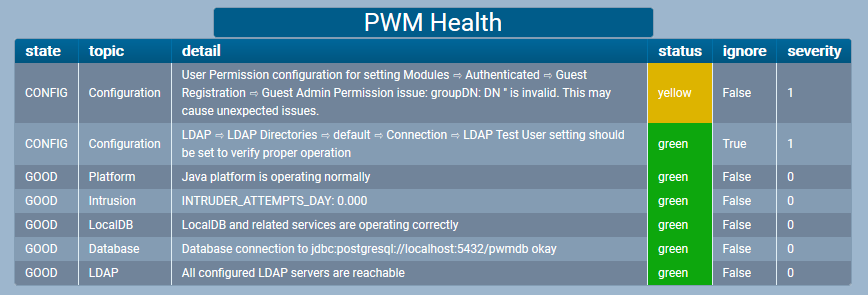 PWM Health
state topic detail status ignore severity
User Permission configuration for setting Modules ⇨ Authenticated ⇨ Guest
CONFIG Configuration Registration ⇨ Guest Admin Permission issue: groupDN: DN '' is invalid. This may yellow False 1
cause unexpected issues.
CONFIG Configuration LDAP ⇨ LDAP Directories ⇨ default ⇨ Connection ⇨ LDAP Test User setting should green True 1
be set to verify proper operation
GOOD Platform Java platform is operating normally green False 0
GOOD Intrusion INTRUDER_ATTEMPTS_DAY: 0.000 green False 0
GOOD LocalDB LocalDB and related services are operating correctly green False 0
GOOD Database Database connection to jdbc:postgresql://localhost:5432/pwmdb okay green False 0
GOOD LDAP All configured LDAP servers are reachable green False 0